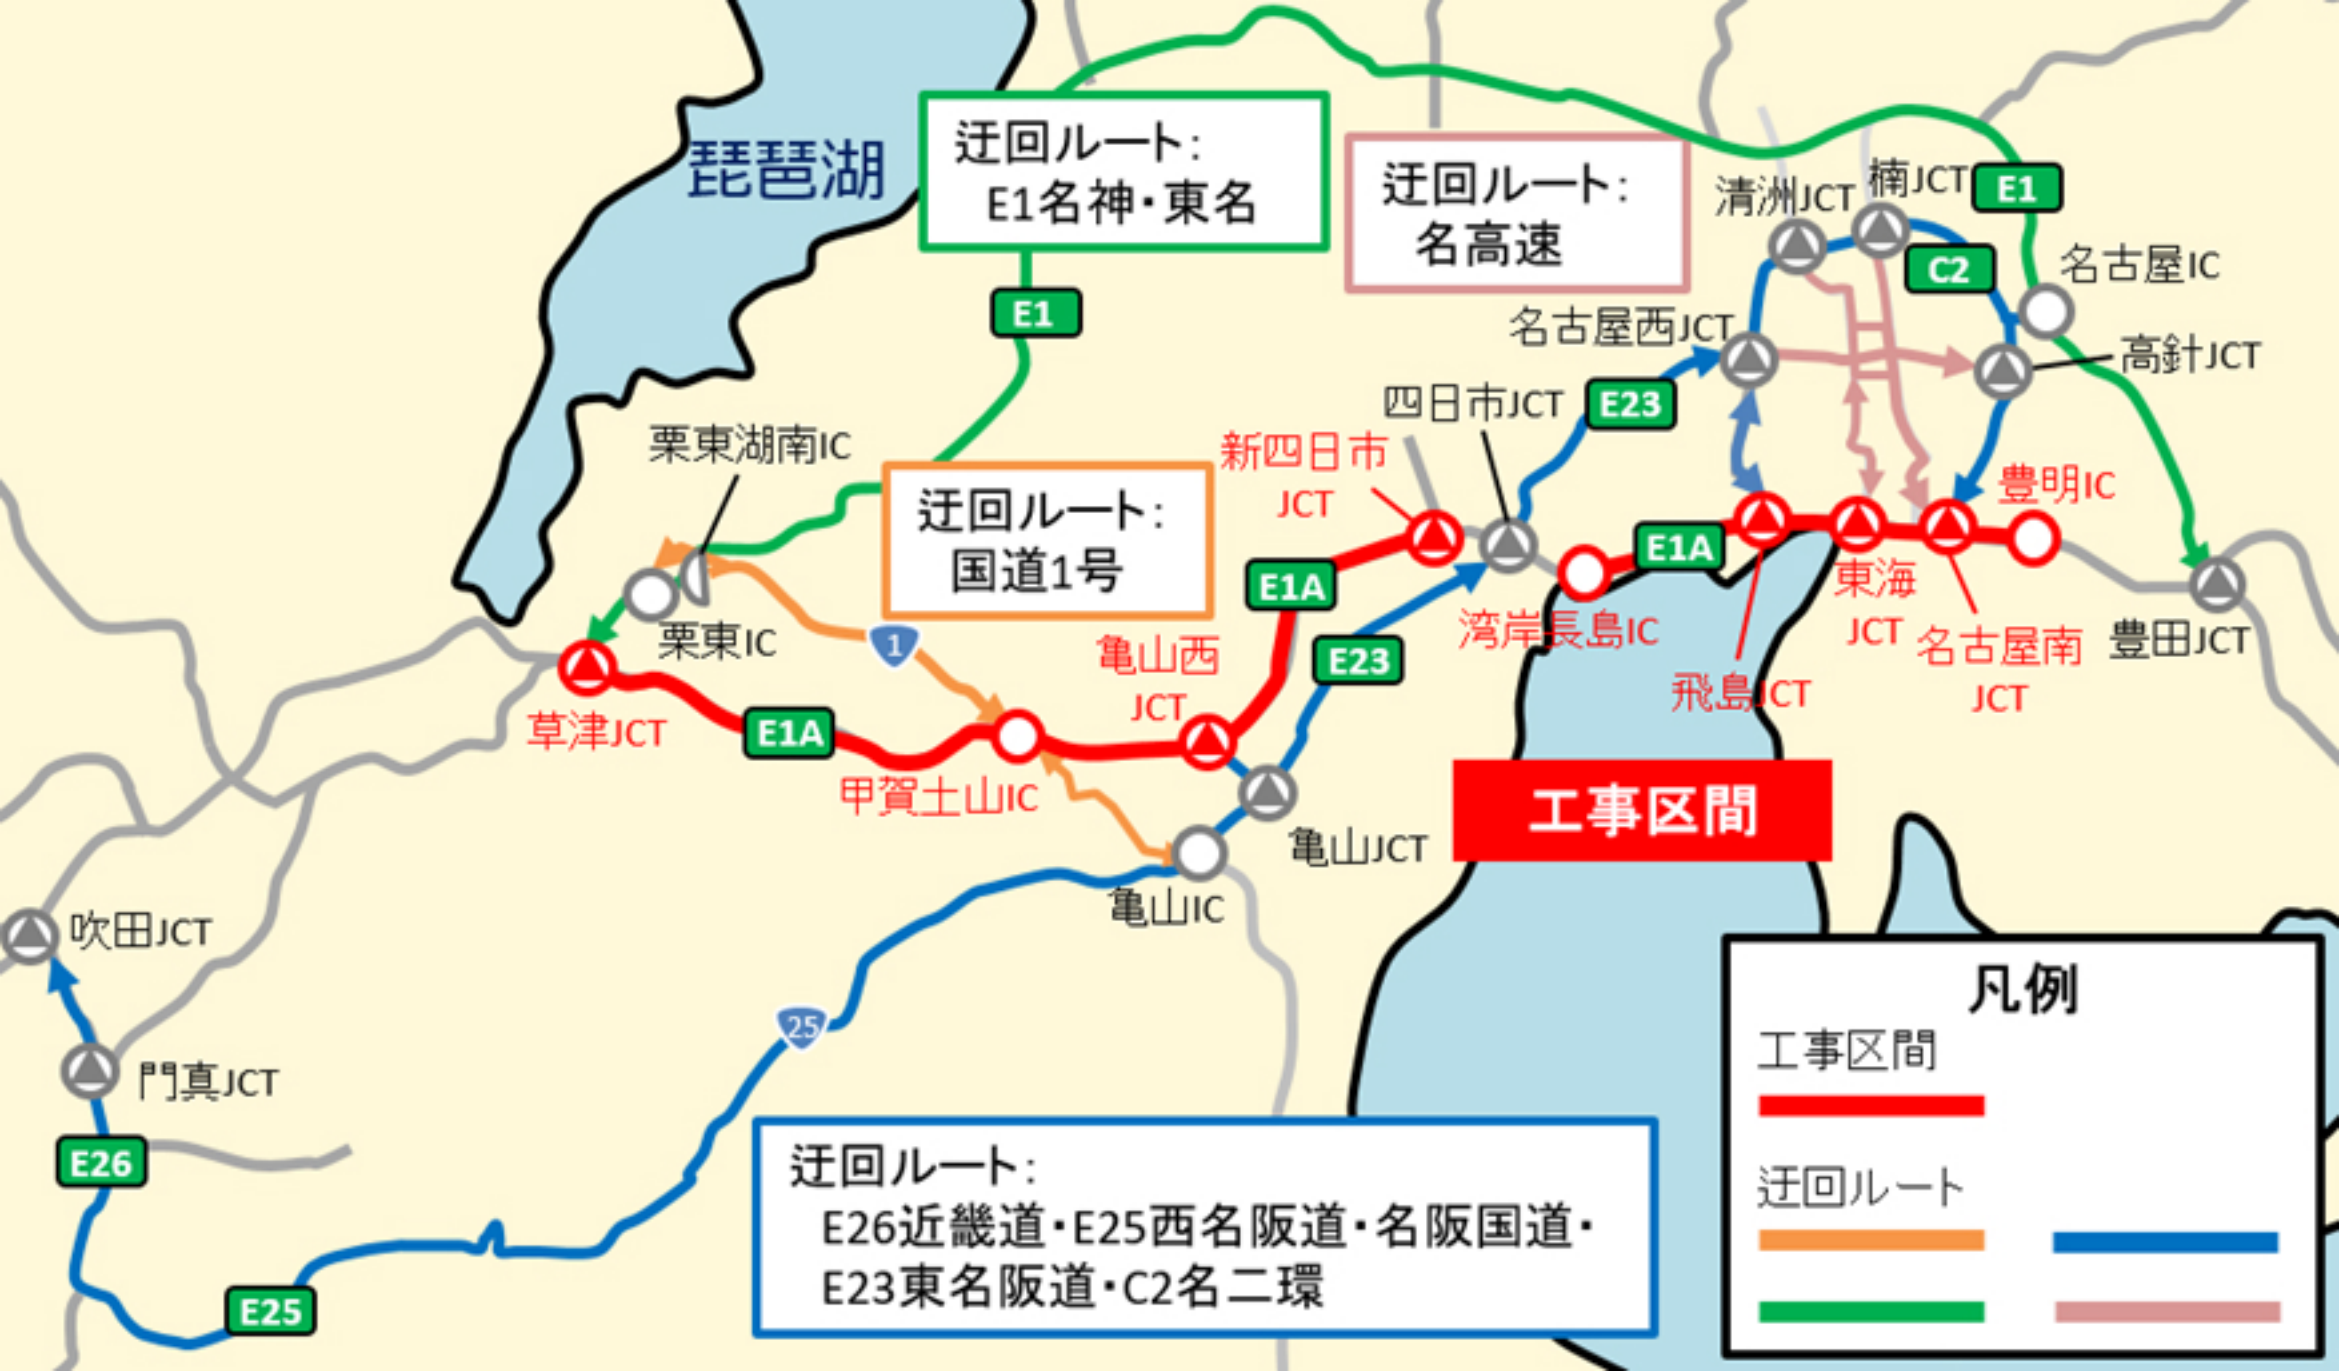 琵琶湖
迂回ルート：
E1名神・東名
迂回ルート：
名高速
清洲JCT
楠JCT
E1
C2
名古屋IC
E1
名古屋西JCT
高針JCT
四日市JCT
E23
栗東湖南IC
新四日市
JCT
迂回ルート：
国道1号
豊明IC
E1A
E1A
栗東IC
1
湾岸長島IC
東海
JCT
名古屋南
JCT
豊田JCT
亀山西
JCT
E23
飛島JCT
草津JCT
E1A
甲賀土山IC
工事区間
亀山JCT
亀山IC
吹田JCT
25
門真JCT
E26
E25
迂回ルート：
E26近畿道・E25西名阪道・名阪国道・
E23東名阪道・C2名二環
凡例
工事区間
迂回ルート